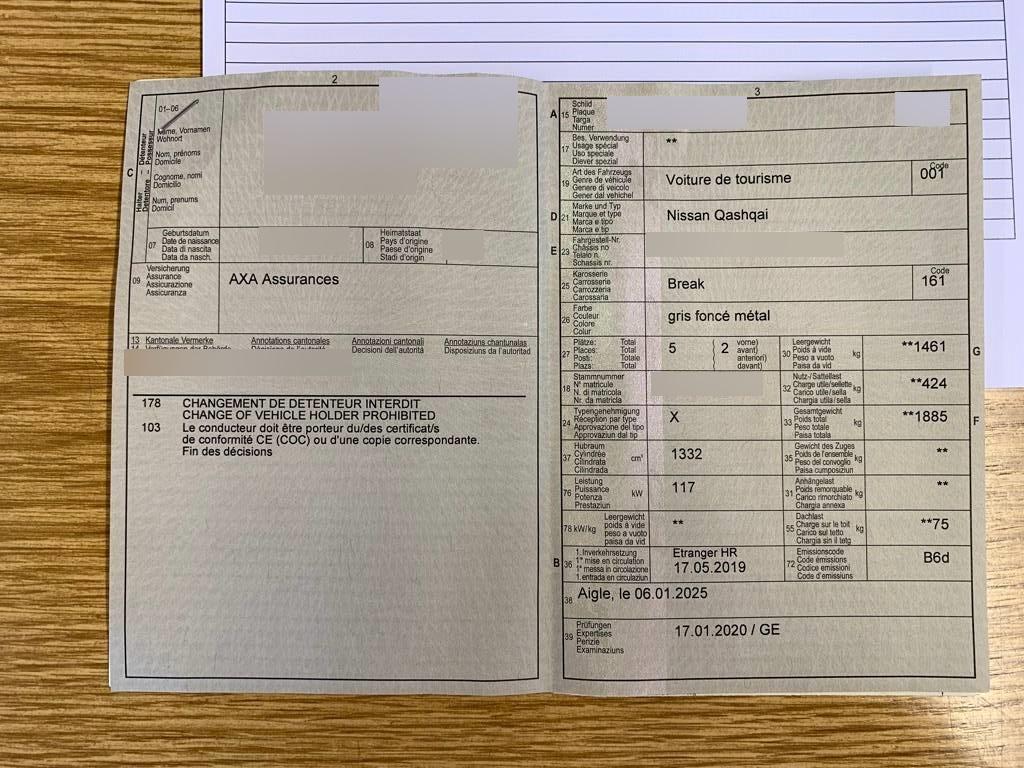 2
01–06
Name, Vornamen
Wohnort
Nom, prénoms
Domicile
Cognome, nomi
Domicilio
Num, prenums
Domicil
C
Détenteur
Possesseur
Halter
Detentore
07
Geburtsdatum
Date de naissance
Data di nascita
Data da nasch.
08
Heimatstaat
Pays d'origine
Paese d'origine
Stadi d'origin
09
Versicherung
Assurance
Assicurazione
Assicuranza
AXA Assurances
13 Kantonale Vermerke Annotations cantonales Annotazioni cantonali Annotaziuns chantunalas
14 Verfügungen der Behörde Décisions de l'autorité Decisioni dell'autorità Disposiziuns da l'autoritad
178 CHANGEMENT DE DETENTEUR INTERDIT
CHANGE OF VEHICLE HOLDER PROHIBITED
103 Le conducteur doit être porteur du/des certificat/s
de conformité CE (COC) ou d'une copie correspondante.
Fin des décisions
3
A 15
Schild
Plaque
Targa
Numer
17
Bes. Verwendung
Usage spécial
Uso speciale
Diever spezial
**
19
Art des Fahrzeugs
Genre de véhicule
Genere di veicolo
Gener dal vehichel
Voiture de tourisme
Code
001
D 21
Marke und Typ
Marque et type
Marca e tipo
Marca e tip
Nissan Qashqai
E 23
Fahrgestell-Nr.
Châssis no
Telaio n.
Schassis nr.
25
Karosserie
Carrosserie
Carrozzeria
Carossaria
Break
Code
161
26
Farbe
Couleur
Colore
Colur
gris foncé métal
27
Plätze: Total
Places: Total
Posti: Totale
Plazs: Total
5
2
vorne)
avant)
anteriori)
davant)
30
Leergewicht
Poids à vide
Peso a vuoto
Paisa da vid
kg
**1461
G
18
Stammnummer
N° matricule
N. di matricola
Nr. da matricla
32
Nutz-/Sattellast
Charge utile/sellette
Carico utile/sella
Chargia utila/sella
kg
**424
24
Typengenehmigung
Réception par type
Approvazione del tipo
Approvaziun dal tip
X
33
Gesamtgewicht
Poids total
Peso totale
Paisa totala
kg
**1885
F
37
Hubraum
Cylindrée
Cilindrata
Cilindrada
cm³
1332
35
Gewicht des Zuges
Poids de l'ensemble
Peso del convoglio
Paisa cumposiziun
kg
**
76
Leistung
Puissance
Potenza
Prestaziun
kW
117
31
Anhängelast
Poids remorquable
Carico rimorchiato
Chargia annexa
kg
**
78 kW/kg
Leergewicht
poids à vide
peso a vuoto
paisa da vid
**
55
Dachlast
Charge sur le toit
Carico sul tetto
Chargia sin il tetg
kg
**75
B 36
1. Inverkehrsetzung
1re mise en circulation
1a messa in circolazione
1. entrada en circulaziun
Etranger HR
17.05.2019
72
Emissionscode
Code émissions
Codice emissioni
Code d'emissiuns
B6d
38
Aigle, le 06.01.2025
39
Prüfungen
Expertises
Perizie
Examinaziuns
17.01.2020 / GE